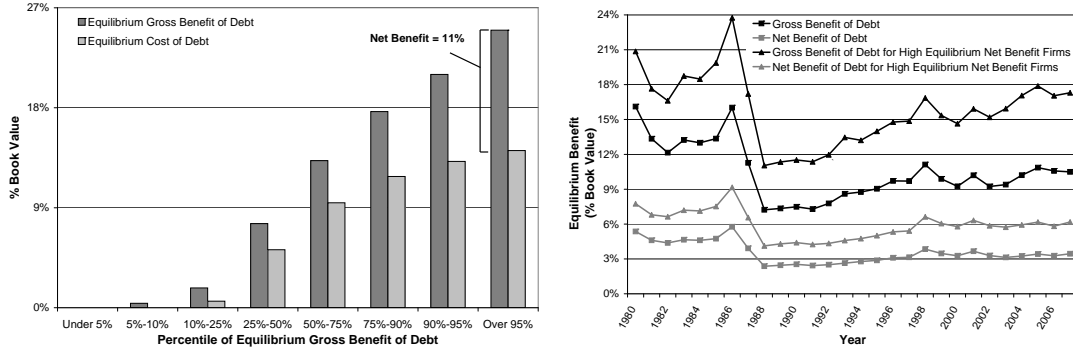 27%
18%
9%
0%
% Book Value
Equilibrium Gross Benefit of Debt
Equilibrium Cost of Debt
Net Benefit = 11%
Under 5% 5%-10% 10%-25% 25%-50% 50%-75% 75%-90% 90%-95% Over 95%
Percentile of Equilibrium Gross Benefit of Debt
24%
21%
18%
15%
12%
9%
6%
3%
0%
Equilibrium Benefit
(% Book Value)
Gross Benefit of Debt
Net Benefit of Debt
Gross Benefit of Debt for High Equilibrium Net Benefit Firms
Net Benefit of Debt for High Equilibrium Net Benefit Firms
1980 1982 1984 1986 1988 1990 1992 1994 1996 1998 2000 2002 2004 2006
Year